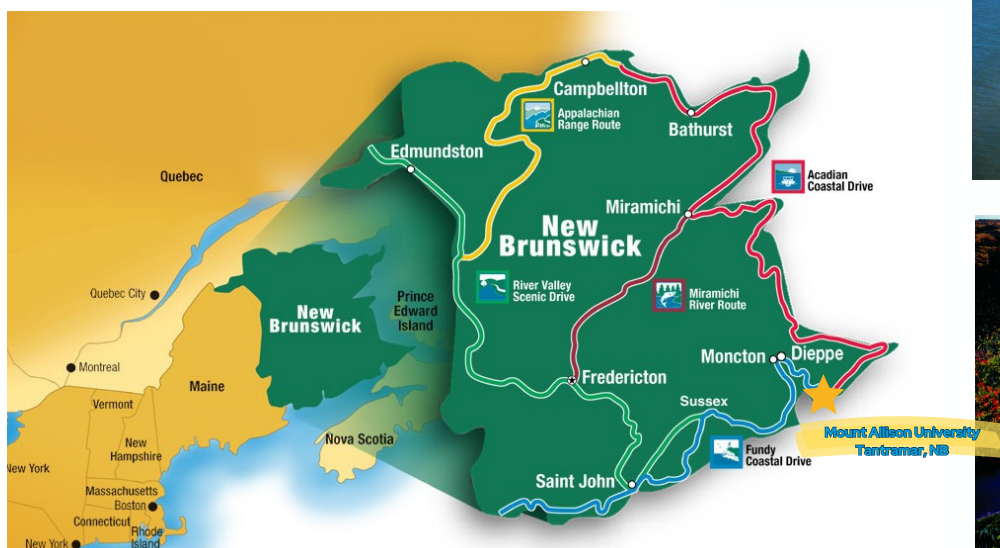 Quebec
Quebec City
Montreal
Vermont
New
Hampshire
New York
Massachusetts
Boston
Connecticut
Rhode
Island
New York
Maine
New
Brunswick
Prince
Edward
Island
Nova Scotia
Campbellton
Appalachian
Range Route
Bathurst
Edmundston
Acadian
Coastal Drive
Miramichi
New
Brunswick
River Valley
Scenic Drive
Miramichi
River Route
Moncton
Dieppe
Fredericton
Sussex
Fundy
Coastal Drive
Saint John
Mount Allison University
Tantramar, NB